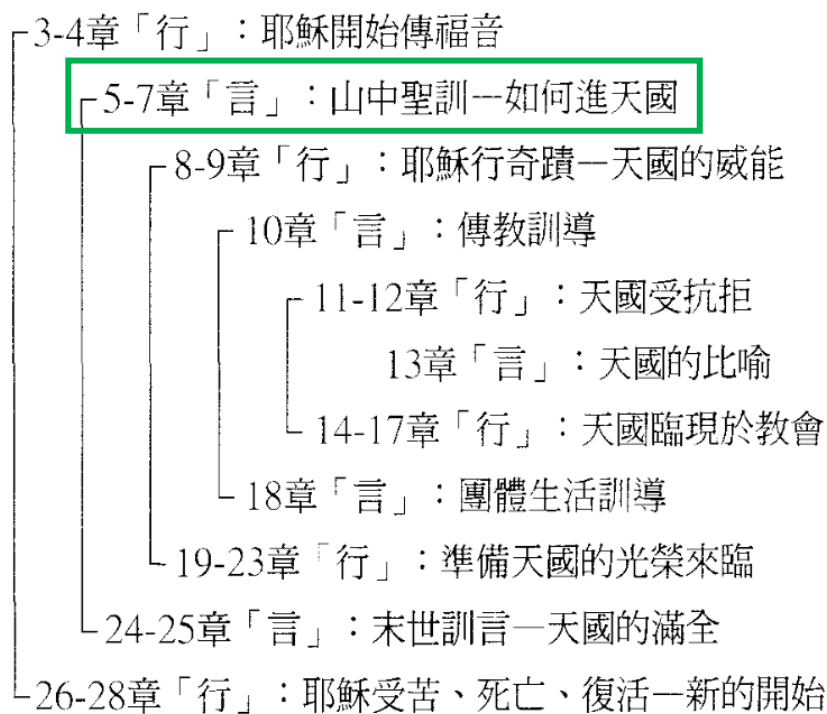 3-4章「行」：耶穌開始傳福音
5-7章「言」：山中聖訓—如何進天國
8-9章「行」：耶穌行奇蹟—天國的威能
10章「言」：傳教訓導
11-12章「行」：天國受抗拒
13章「言」：天國的比喻
14-17章「行」：天國臨現於教會
18章「言」：團體生活訓導
19-23章「行」：準備天國的光榮來臨
24-25章「言」：末世訓言—天國的滿全
26-28章「行」：耶穌受苦、死亡、復活—新的開始